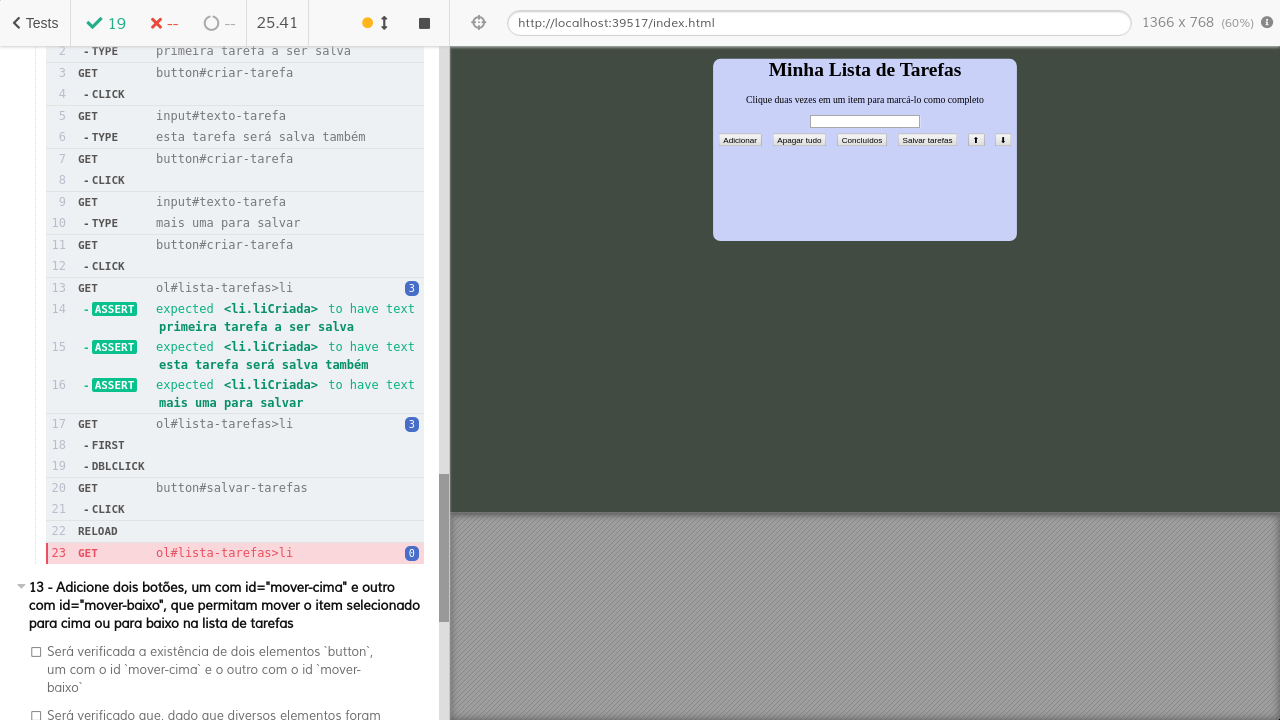 Tests 19 -- -- 25.41 http://localhost:39517/index.html 1366 x 768 (60%)
2 - TYPE primeira tarefa a ser salva
3 GET button#criar-tarefa
4 - CLICK
5 GET input#texto-tarefa
6 - TYPE esta tarefa será salva também
7 GET button#criar-tarefa
8 - CLICK
9 GET input#texto-tarefa
10 - TYPE mais uma para salvar
11 GET button#criar-tarefa
12 - CLICK
13 GET ol#lista-tarefas>li 3
14 - ASSERT expected <li.liCriada> to have text
primeira tarefa a ser salva
15 - ASSERT expected <li.liCriada> to have text
esta tarefa será salva também
16 - ASSERT expected <li.liCriada> to have text
mais uma para salvar
17 GET ol#lista-tarefas>li 3
18 - FIRST
19 - DBLCLICK
20 GET button#salvar-tarefas
21 - CLICK
22 RELOAD
23 GET ol#lista-tarefas>li 0
13 - Adicione dois botões, um com id="mover-cima" e outro
com id="mover-baixo", que permitam mover o item selecionado
para cima ou para baixo na lista de tarefas
Será verificada a existência de dois elementos `button`,
um com o id `mover-cima` e o outro com o id `mover-
baixo`
Será verificado que, dado que diversos elementos foram
Minha Lista de Tarefas
Clique duas vezes em um item para marcá-lo como completo
Adicionar Apagar tudo Concluídos Salvar tarefas ⬆ ⬇